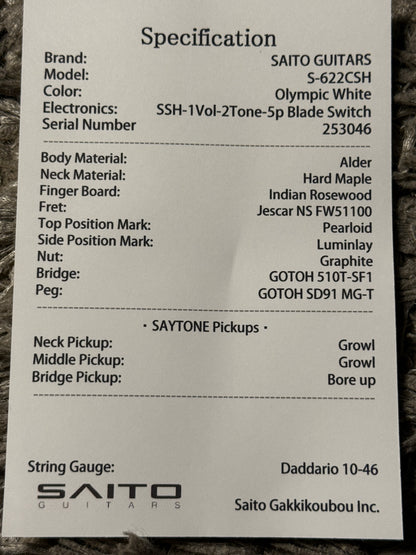 Specification
Brand: SAITO GUITARS
Model: S-622CSH
Color: Olympic White
Electronics: SSH-1Vol-2Tone-5p Blade Switch
Serial Number 253046
Body Material: Alder
Neck Material: Hard Maple
Finger Board: Indian Rosewood
Fret: Jescar NS FW51100
Top Position Mark: Pearloid
Side Position Mark: Luminlay
Nut: Graphite
Bridge: GOTOH 510T-SF1
Peg: GOTOH SD91 MG-T
・SAYTONE Pickups・
Neck Pickup: Growl
Middle Pickup: Growl
Bridge Pickup: Bore up
String Gauge: Daddario 10-46
SAITO
GUITARS
Saito Gakkikoubou Inc.